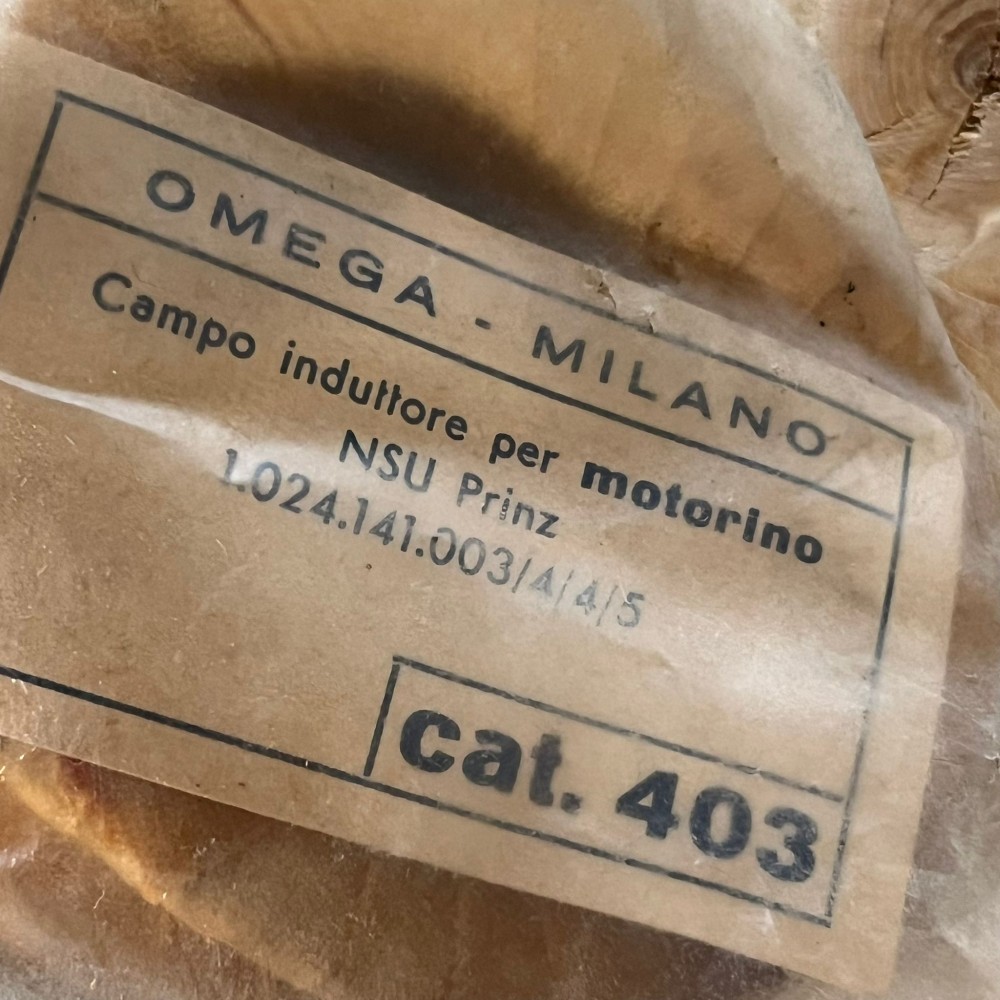 OMEGA - MILANO
Campo induttore per motorino
NSU Prinz
1.024.141.003/4/4/5
cat. 403